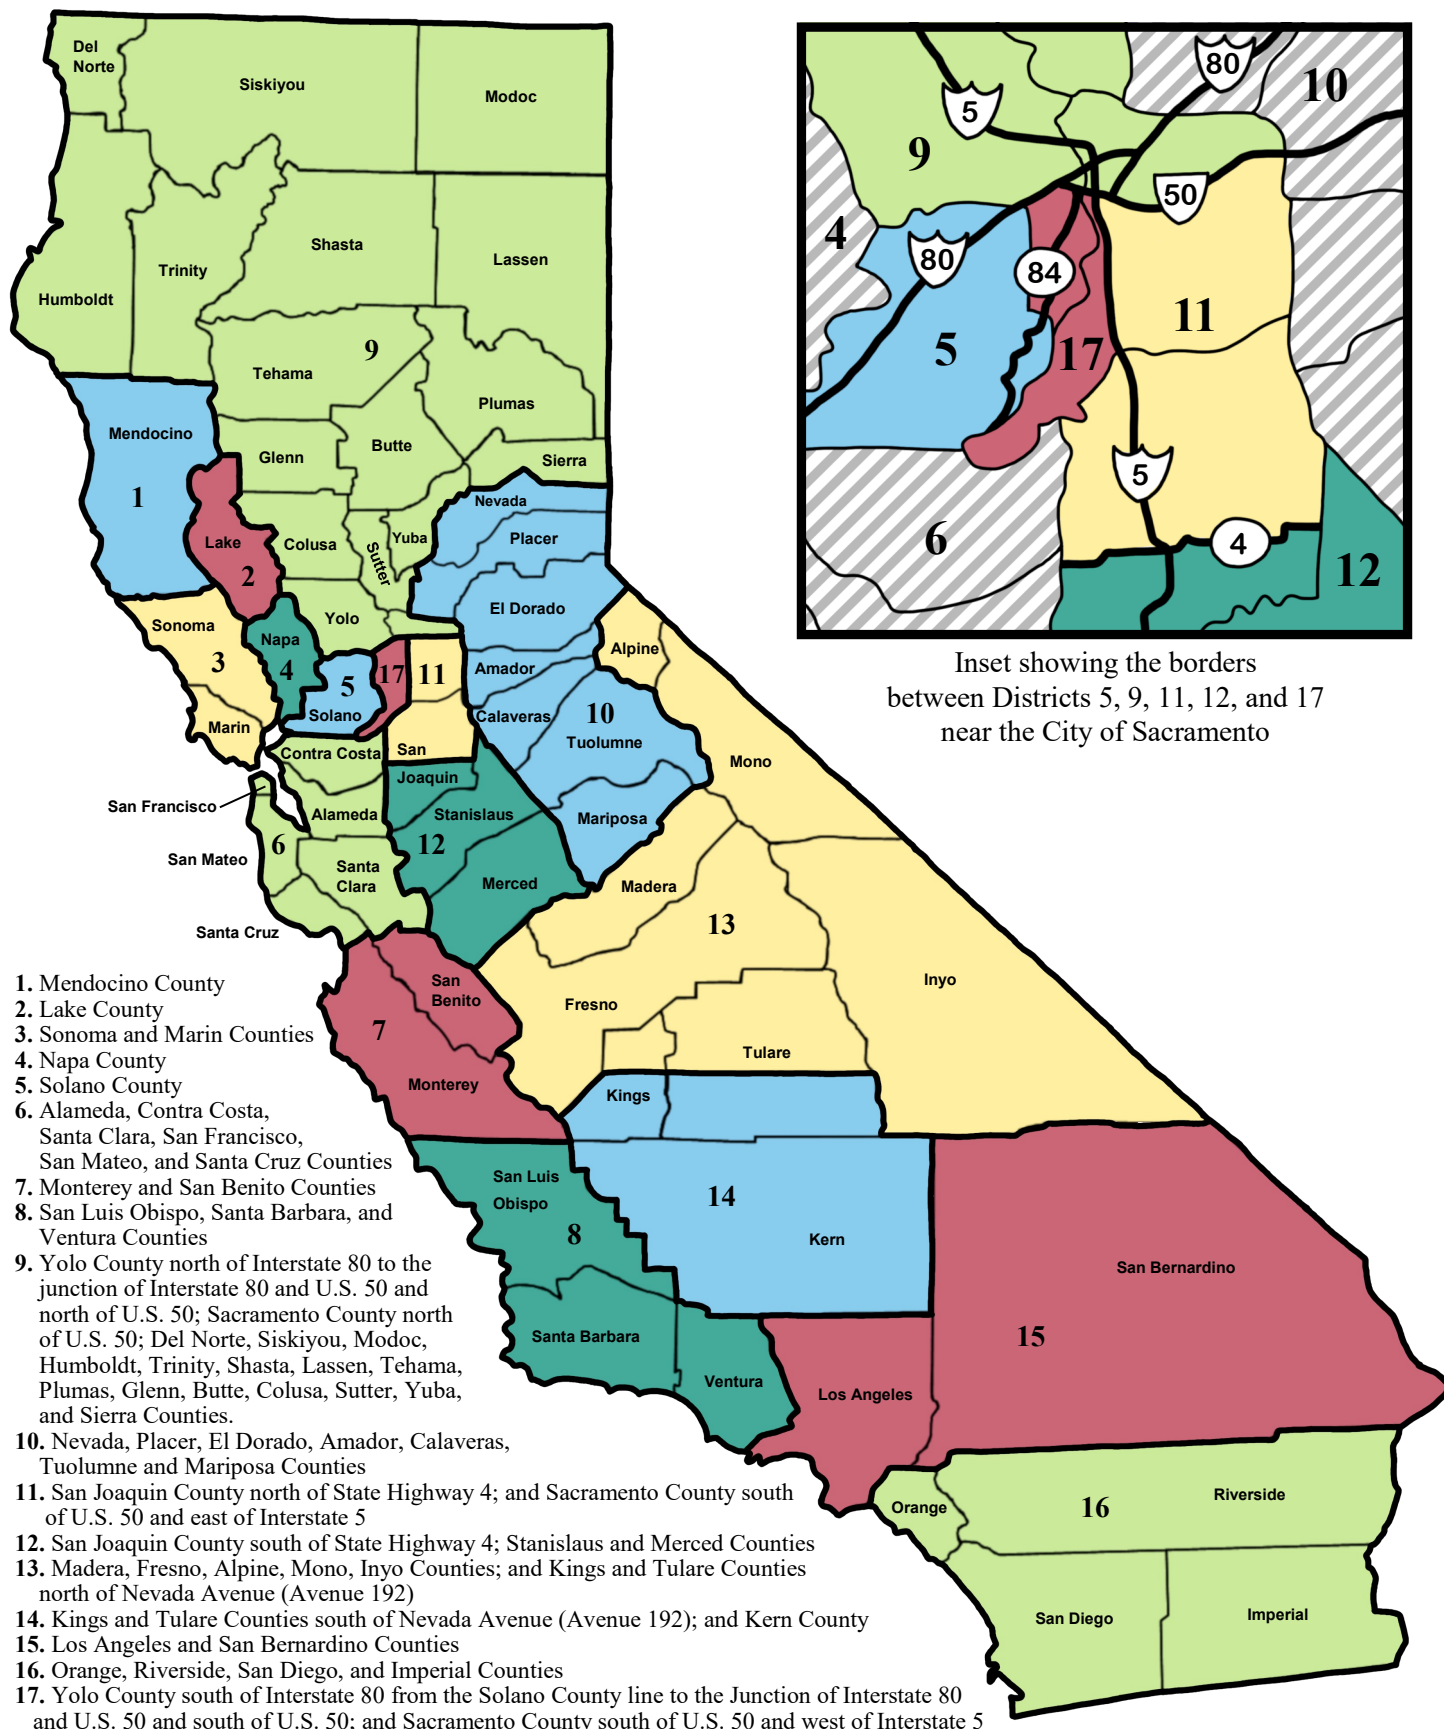 Del
Norte
Siskiyou
Modoc
Shasta
Lassen
Trinity
Humboldt
9
Tehama
Plumas
Mendocino
Butte
Glenn
Sierra
1
Nevada
Lake
Colusa
Sutter
Yuba
Placer
2
El Dorado
Yolo
Sonoma
Napa
Alpine
3
4
5
17
11
Amador
Solano
Calaveras
10
Marin
Contra Costa
San
Tuolumne
Mono
Joaquin
San Francisco
Alameda
Stanislaus
Mariposa
6
12
San Mateo
Santa
Clara
Merced
Madera
13
Santa Cruz
San
Benito
Inyo
Fresno
7
Tulare
Monterey
Kings
San Luis
Obispo
14
8
Kern
San Bernardino
Santa Barbara
15
Ventura
Los Angeles
Orange
16
Riverside
San Diego
Imperial
80
10
5
9
50
4
80
84
11
5
17
5
6
4
12
Inset showing the borders
between Districts 5, 9, 11, 12, and 17
near the City of Sacramento
1. Mendocino County
2. Lake County
3. Sonoma and Marin Counties
4. Napa County
5. Solano County
6. Alameda, Contra Costa,
Santa Clara, San Francisco,
San Mateo, and Santa Cruz Counties
7. Monterey and San Benito Counties
8. San Luis Obispo, Santa Barbara, and
Ventura Counties
9. Yolo County north of Interstate 80 to the
junction of Interstate 80 and U.S. 50 and
north of U.S. 50; Sacramento County north
of U.S. 50; Del Norte, Siskiyou, Modoc,
Humboldt, Trinity, Shasta, Lassen, Tehama,
Plumas, Glenn, Butte, Colusa, Sutter, Yuba,
and Sierra Counties.
10. Nevada, Placer, El Dorado, Amador, Calaveras,
Tuolumne and Mariposa Counties
11. San Joaquin County north of State Highway 4; and Sacramento County south
of U.S. 50 and east of Interstate 5
12. San Joaquin County south of State Highway 4; Stanislaus and Merced Counties
13. Madera, Fresno, Alpine, Mono, Inyo Counties; and Kings and Tulare Counties
north of Nevada Avenue (Avenue 192)
14. Kings and Tulare Counties south of Nevada Avenue (Avenue 192); and Kern County
15. Los Angeles and San Bernardino Counties
16. Orange, Riverside, San Diego, and Imperial Counties
17. Yolo County south of Interstate 80 from the Solano County line to the Junction of Interstate 80
and U.S. 50 and south of U.S. 50; and Sacramento County south of U.S. 50 and west of Interstate 5